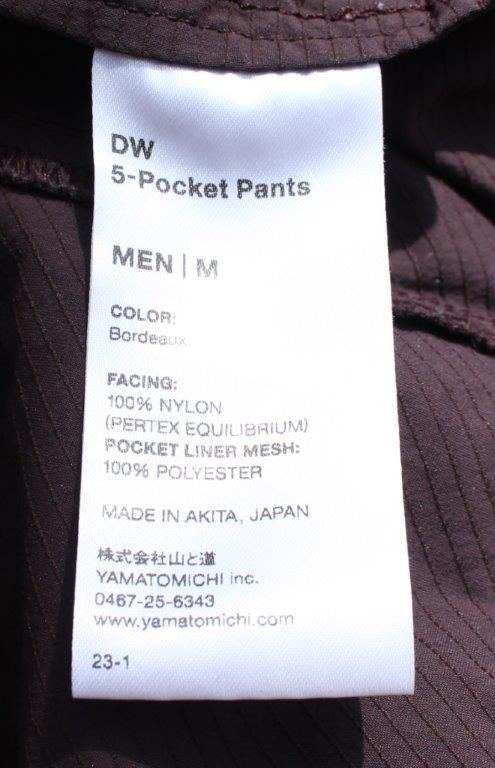 DW
5-Pocket Pants
MEN | M
COLOR:
Bordeaux
FACING:
100% NYLON
(PERTEX EQUILIBRIUM)
POCKET LINER MESH:
100% POLYESTER
MADE IN AKITA, JAPAN
株式会社山と道
YAMATOMICHI inc.
0467-25-6343
www.yamatomichi.com
23-1